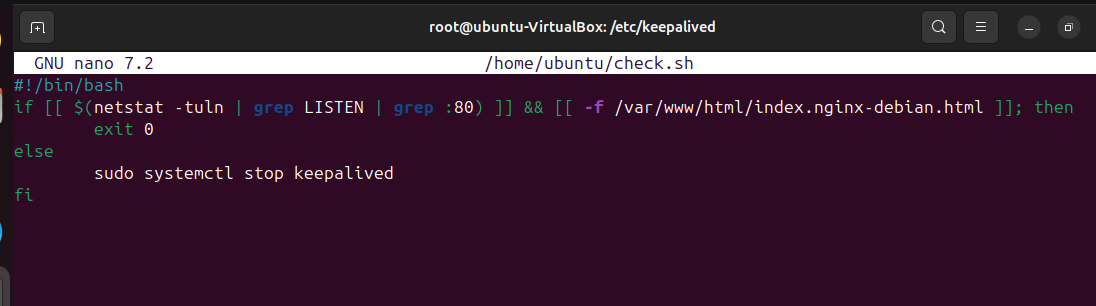 root@ubuntu-VirtualBox: /etc/keepalived
GNU nano 7.2 /home/ubuntu/check.sh
#!/bin/bash
if [[ $(netstat -tuln | grep LISTEN | grep :80) ]] && [[ -f /var/www/html/index.nginx-debian.html ]]; then
        exit 0
else
        sudo systemctl stop keepalived
fi